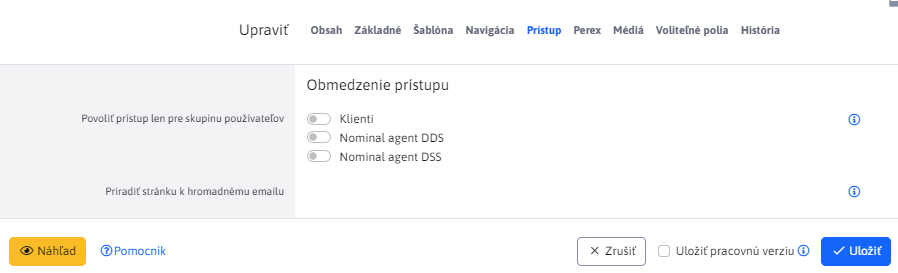 Upraviť Obsah Základné Šablóna Navigácia Prístup Perex Médiá Voliteľné polia História
Obmedzenie prístupu
Povoliť prístup len pre skupinu používateľov Klienti
Nominal agent DDS
Nominal agent DSS
Priradiť stránku k hromadnému emailu
Náhľad Pomocník Zrušiť Uložiť pracovnú verziu Uložiť